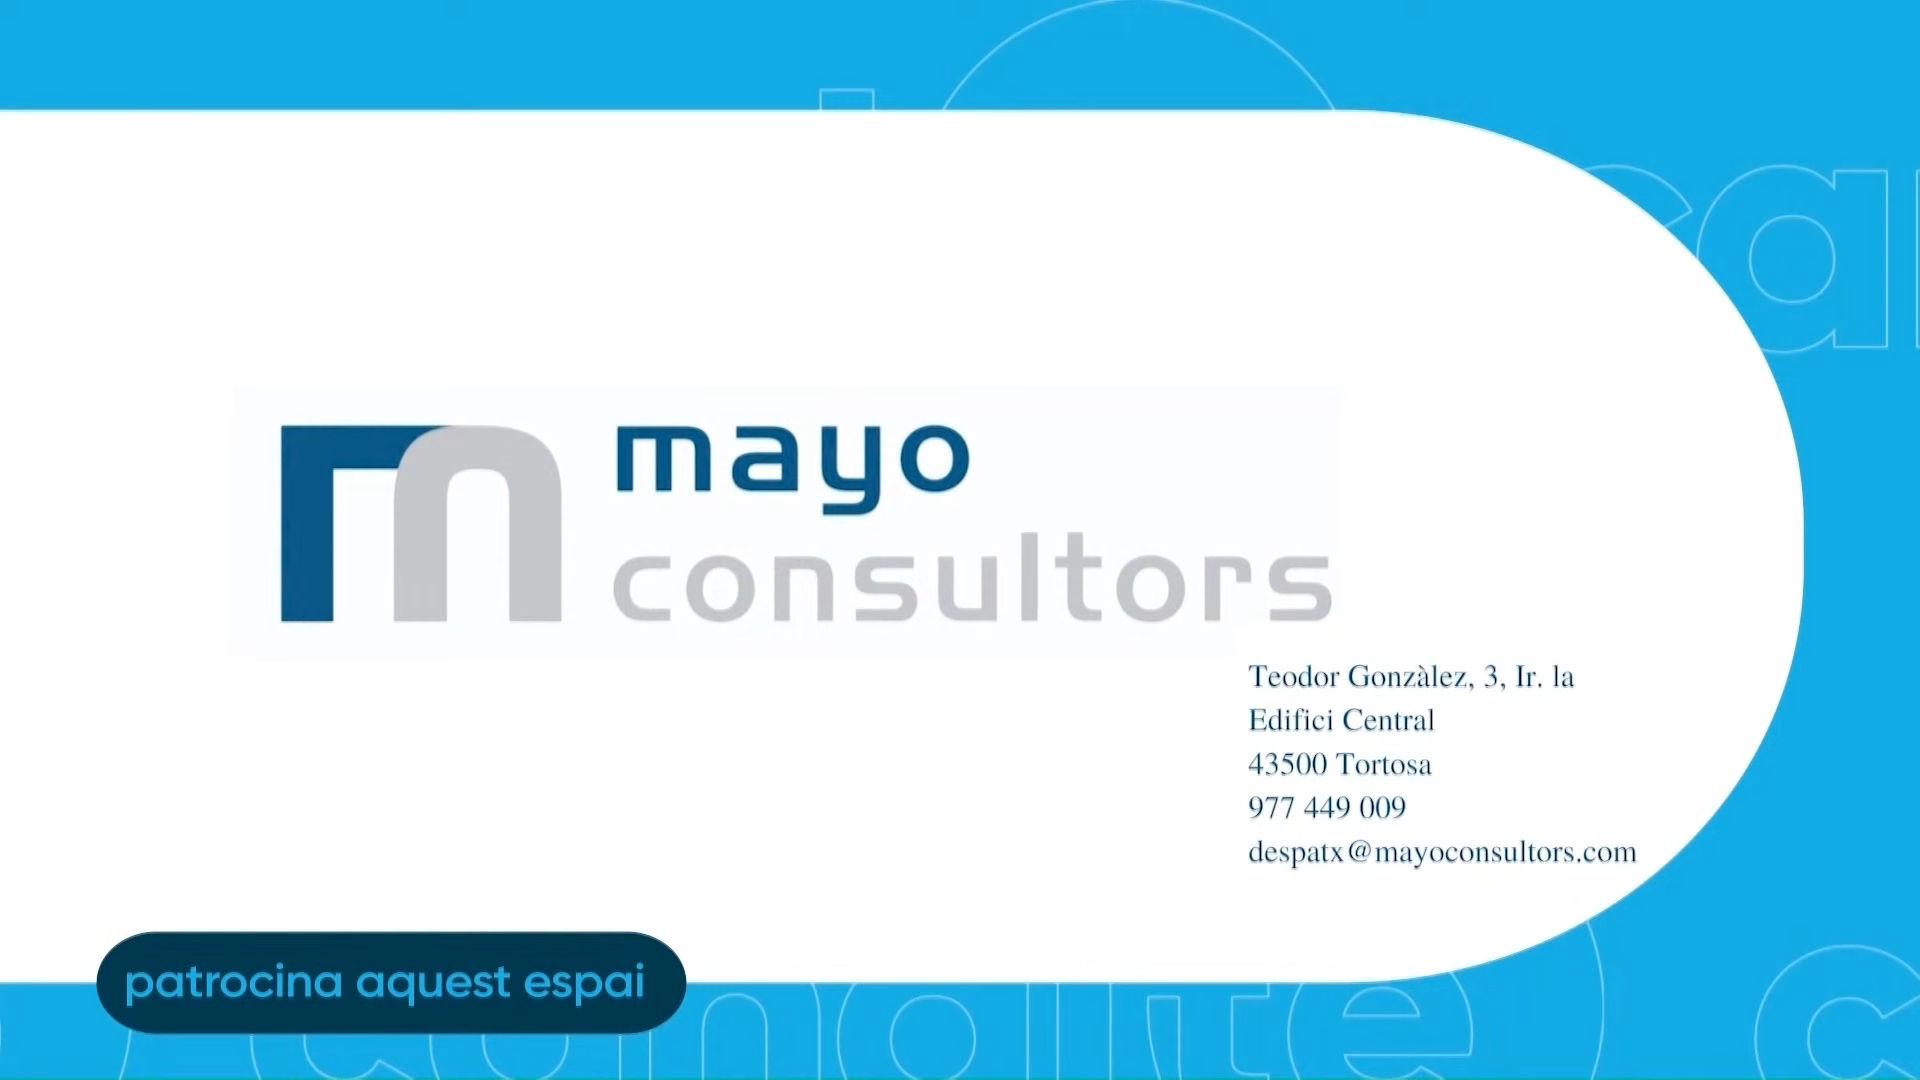 mayo
consultors
Teodor Gonzàlez, 3, Ir. la
Edifici Central
43500 Tortosa
977 449 009
despatx@mayoconsultors.com
patrocina aquest espai